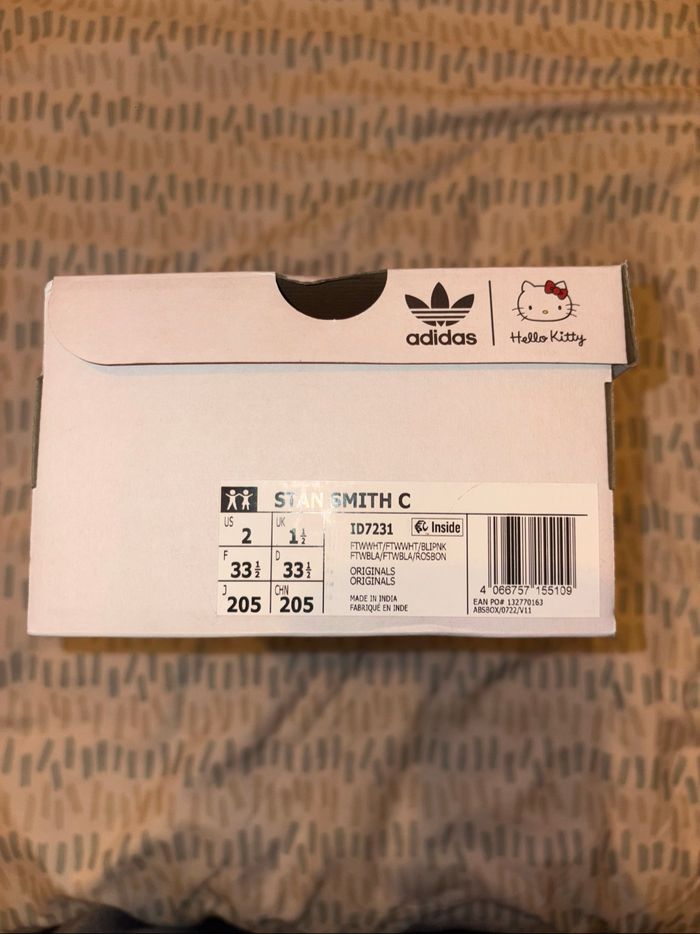 adidas
Hello Kitty
STAN SMITH C
US 2
UK 1½
F 33½
D 33½
J 205
CHN 205
ID7231
Inside
FTWWHT/FTWWHT/BLIPNK
FTWBLA/FTWBLA/ROSBON
ORIGINALS
ORIGINALS
MADE IN INDIA
FABRIQUÉ EN INDE
4 066757 155109
EAN PO# 132770163
ABSBOX/0722/V11